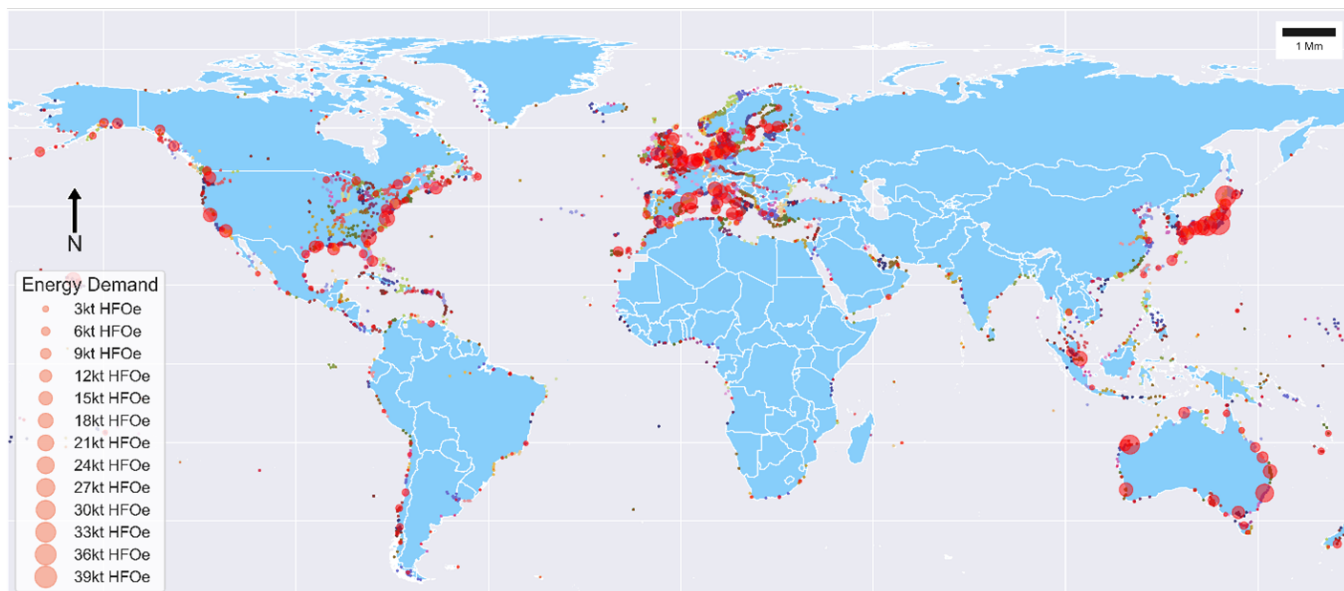 1 Mm
N
Energy Demand
3kt HFOe
6kt HFOe
9kt HFOe
12kt HFOe
15kt HFOe
18kt HFOe
21kt HFOe
24kt HFOe
27kt HFOe
30kt HFOe
33kt HFOe
36kt HFOe
39kt HFOe